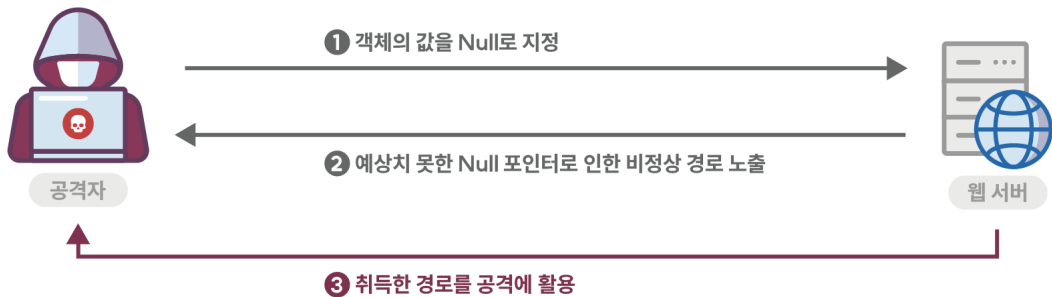 ❶ 객체의 값을 Null로 지정
❷ 예상치 못한 Null 포인터로 인한 비정상 경로 노출
공격자
웹 서버
❸ 취득한 경로를 공격에 활용